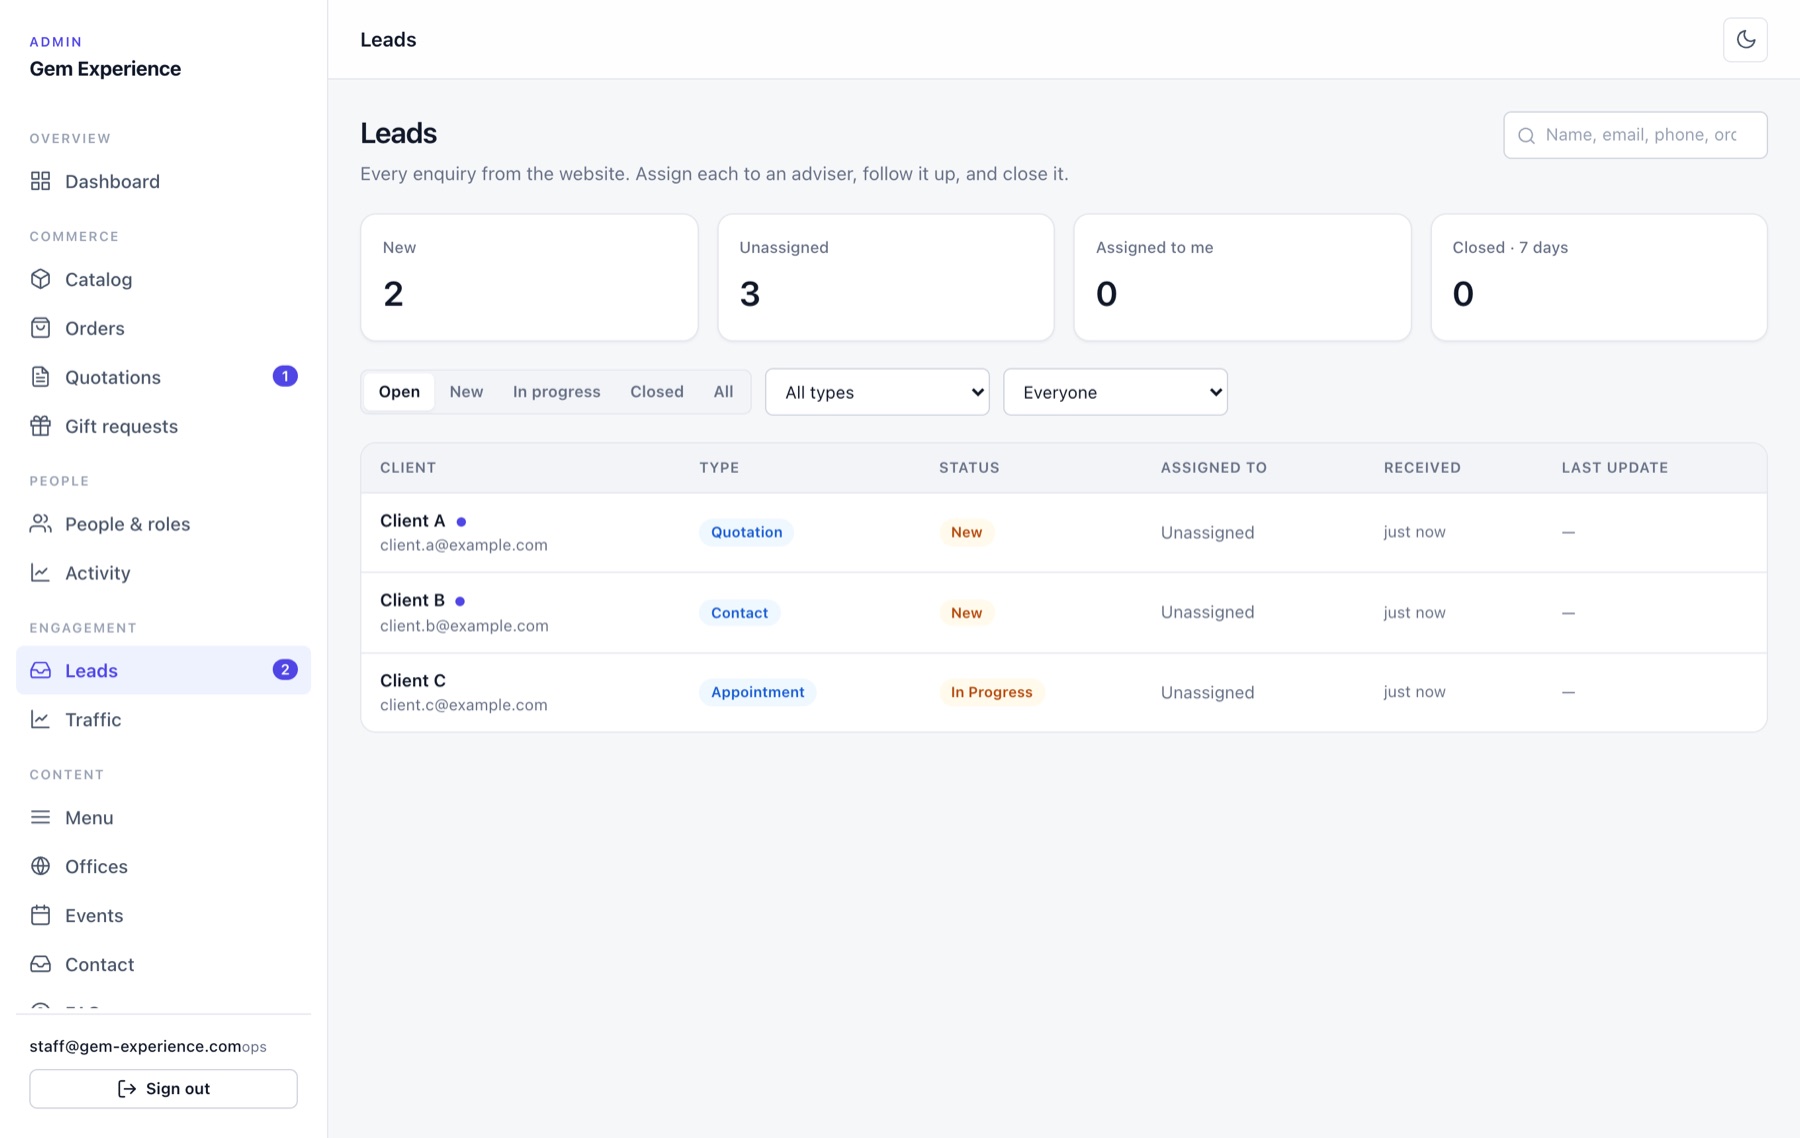 ADMIN
Gem Experience
OVERVIEW
Dashboard
COMMERCE
Catalog
Orders
Quotations 1
Gift requests
PEOPLE
People & roles
Activity
ENGAGEMENT
Leads 2
Traffic
CONTENT
Menu
Offices
Events
Contact
staff@gem-experience.comops
Sign out
Leads
Leads
Name, email, phone, orc
Every enquiry from the website. Assign each to an adviser, follow it up, and close it.
New Unassigned Assigned to me Closed · 7 days
2 3 0 0
Open New In progress Closed All All types Everyone
CLIENT TYPE STATUS ASSIGNED TO RECEIVED LAST UPDATE
Client A
client.a@example.com Quotation New Unassigned just now —
Client B
client.b@example.com Contact New Unassigned just now —
Client C
client.c@example.com Appointment In Progress Unassigned just now —